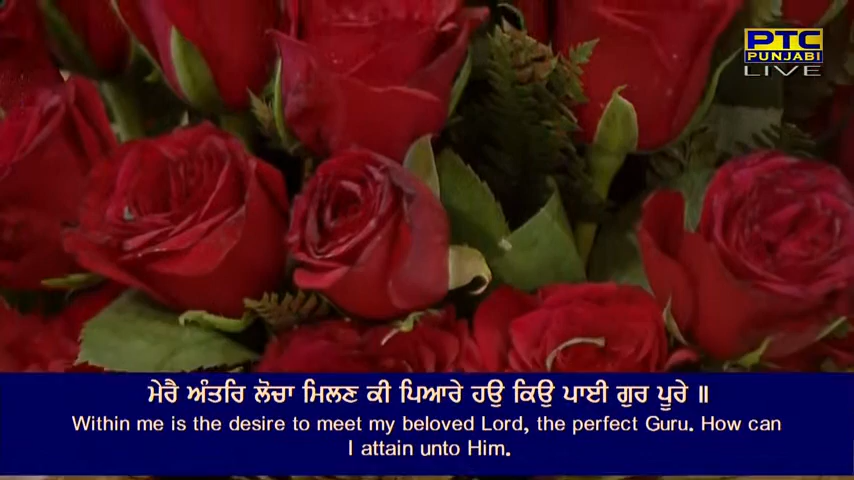 PTC
PUNJABI
LIVE
ਮੇਰੈ ਅੰਤਰਿ ਲੋਚਾ ਮਿਲਣ ਕੀ ਪਿਆਰੇ ਹਉ ਕਿਉ ਪਾਈ ਗੁਰ ਪੂਰੇ ॥
Within me is the desire to meet my beloved Lord, the perfect Guru. How can
I attain unto Him.